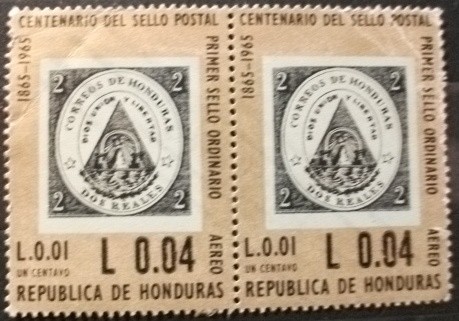 CENTENARIO DEL SELLO POSTAL
1865-1965
PRIMER SELLO ORDINARIO
AEREO
2 2
CORREOS DE HONDURAS
DIOS UNION Y LIBERTAD
DOS REALES
2 2
L.0.01
UN CENTAVO
L 0.04
REPUBLICA DE HONDURAS
CENTENARIO DEL SELLO POSTAL
1865-1965
PRIMER SELLO ORDINARIO
AEREO
2 2
CORREOS DE HONDURAS
DIOS UNION Y LIBERTAD
DOS REALES
2 2
L.0.01
UN CENTAVO
L 0.04
REPUBLICA DE HONDURAS